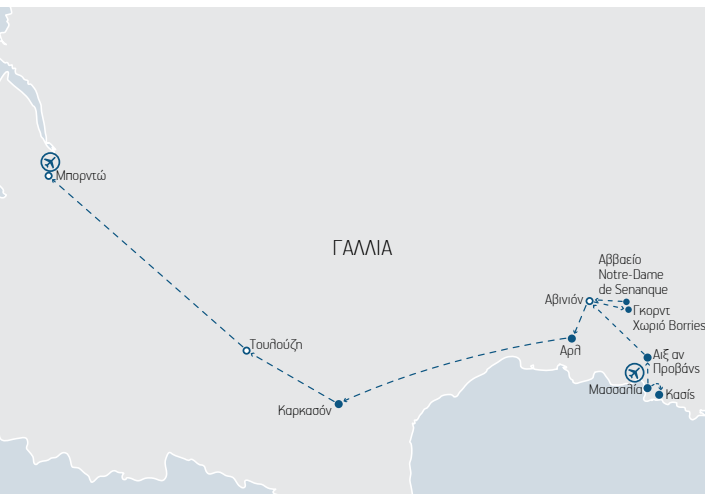 Μπορντώ
ΓΑΛΛΙΑ
Αββαείο
Notre-Dame
de Senanque
Αβινιόν
Γκορντ
Χωριό Borries
Τουλούζη
Αρλ
Αιξ αν
Προβάνς
Μασσαλία
Κασίς
Καρκασόν